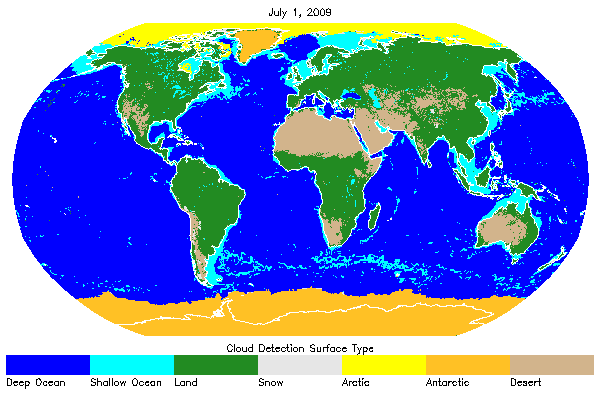 July 1, 2009
Cloud Detection Surface Type
Deep Ocean Shallow Ocean Land Snow Arctic Antarctic Desert